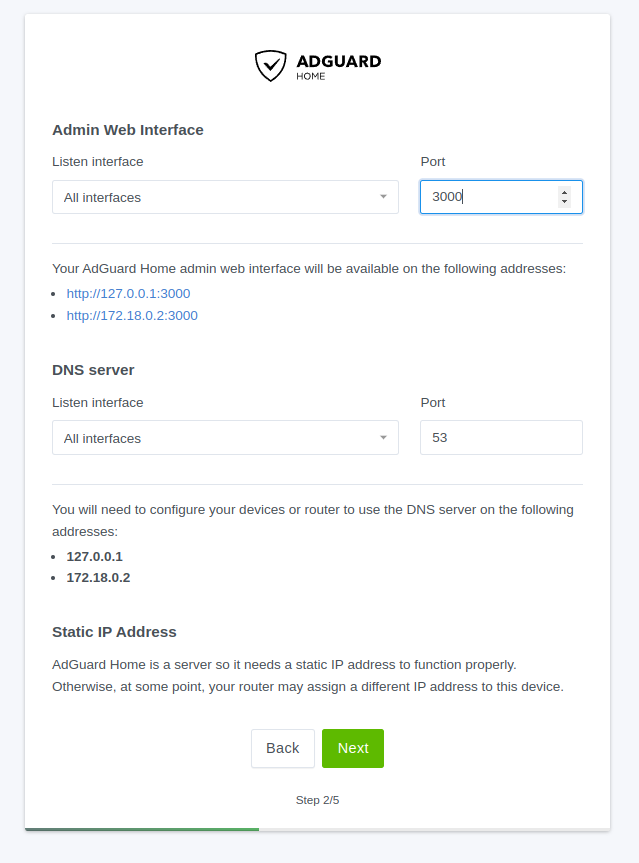 ADGUARD
HOME
Admin Web Interface
Listen interface Port
All interfaces 3000
Your AdGuard Home admin web interface will be available on the following addresses:
• http://127.0.0.1:3000
• http://172.18.0.2:3000
DNS server
Listen interface Port
All interfaces 53
You will need to configure your devices or router to use the DNS server on the following
addresses:
• 127.0.0.1
• 172.18.0.2
Static IP Address
AdGuard Home is a server so it needs a static IP address to function properly.
Otherwise, at some point, your router may assign a different IP address to this device.
Back Next
Step 2/5